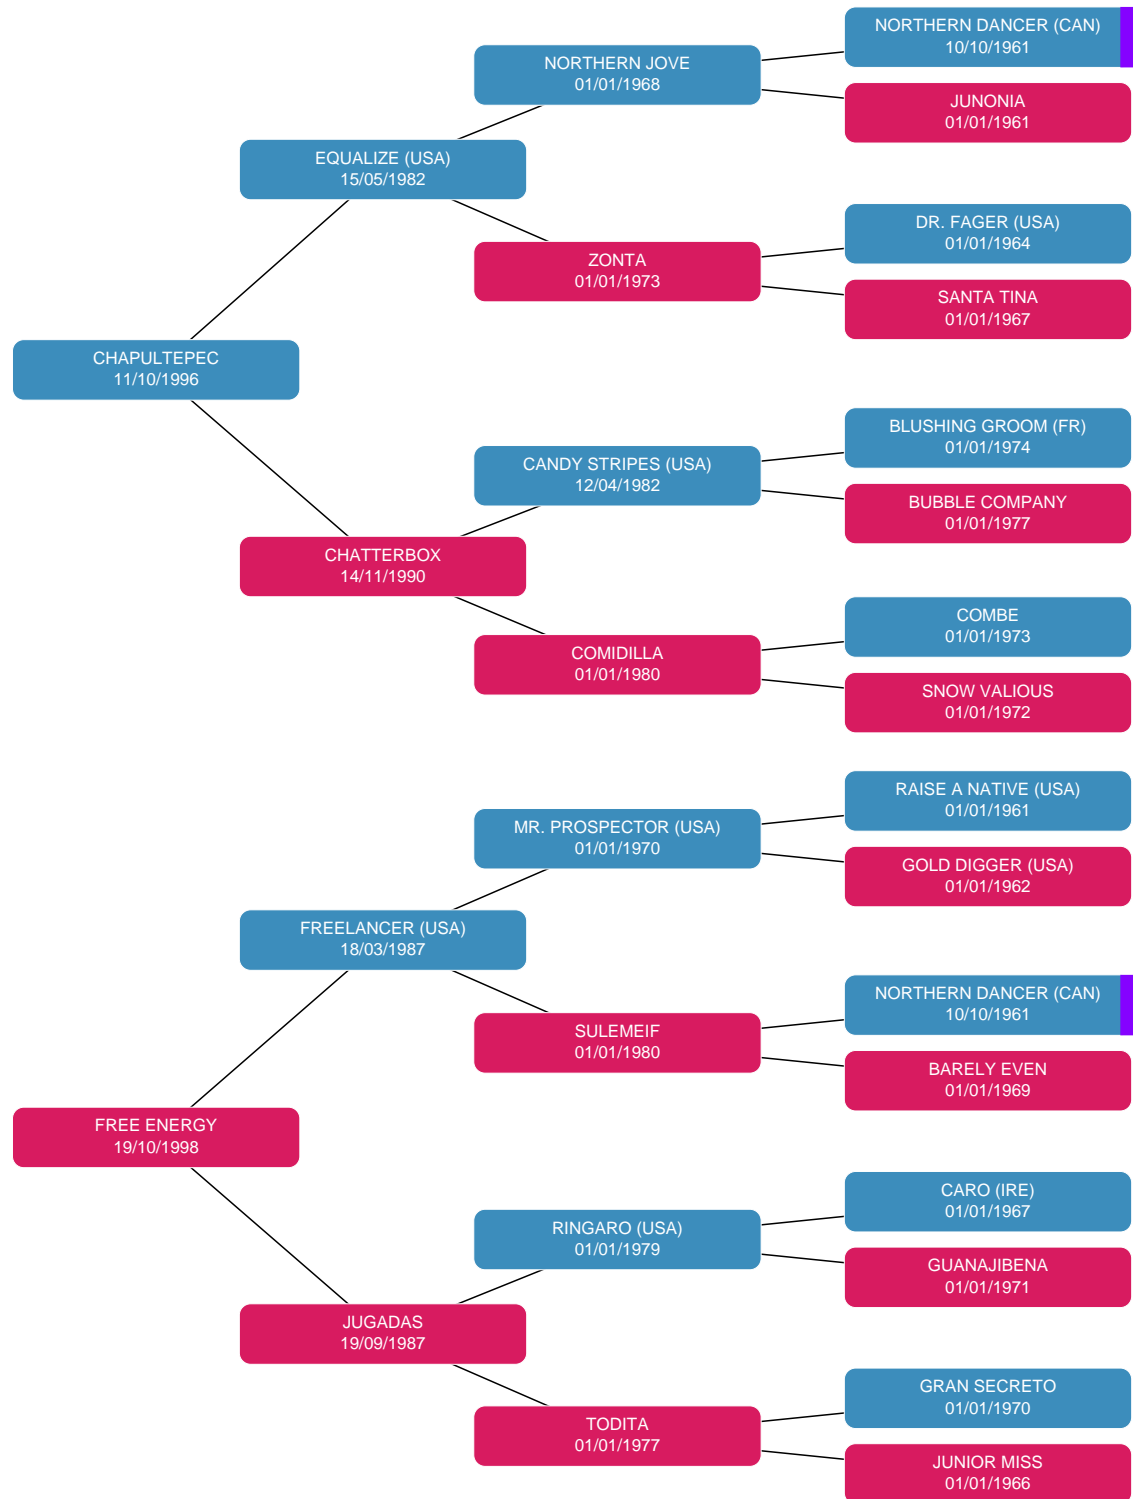 NORTHERN DANCER (CAN)
10/10/1961
NORTHERN JOVE
01/01/1968
JUNONIA
01/01/1961
EQUALIZE (USA)
15/05/1982
DR. FAGER (USA)
01/01/1964
ZONTA
01/01/1973
SANTA TINA
01/01/1967
CHAPULTEPEC
11/10/1996
BLUSHING GROOM (FR)
01/01/1974
CANDY STRIPES (USA)
12/04/1982
BUBBLE COMPANY
01/01/1977
CHATTERBOX
14/11/1990
COMBE
01/01/1973
COMIDILLA
01/01/1980
SNOW VALIOUS
01/01/1972
RAISE A NATIVE (USA)
01/01/1961
MR. PROSPECTOR (USA)
01/01/1970
GOLD DIGGER (USA)
01/01/1962
FREELANCER (USA)
18/03/1987
NORTHERN DANCER (CAN)
10/10/1961
SULEMEIF
01/01/1980
BARELY EVEN
01/01/1969
FREE ENERGY
19/10/1998
CARO (IRE)
01/01/1967
RINGARO (USA)
01/01/1979
GUANAJIBENA
01/01/1971
JUGADAS
19/09/1987
GRAN SECRETO
01/01/1970
TODITA
01/01/1977
JUNIOR MISS
01/01/1966